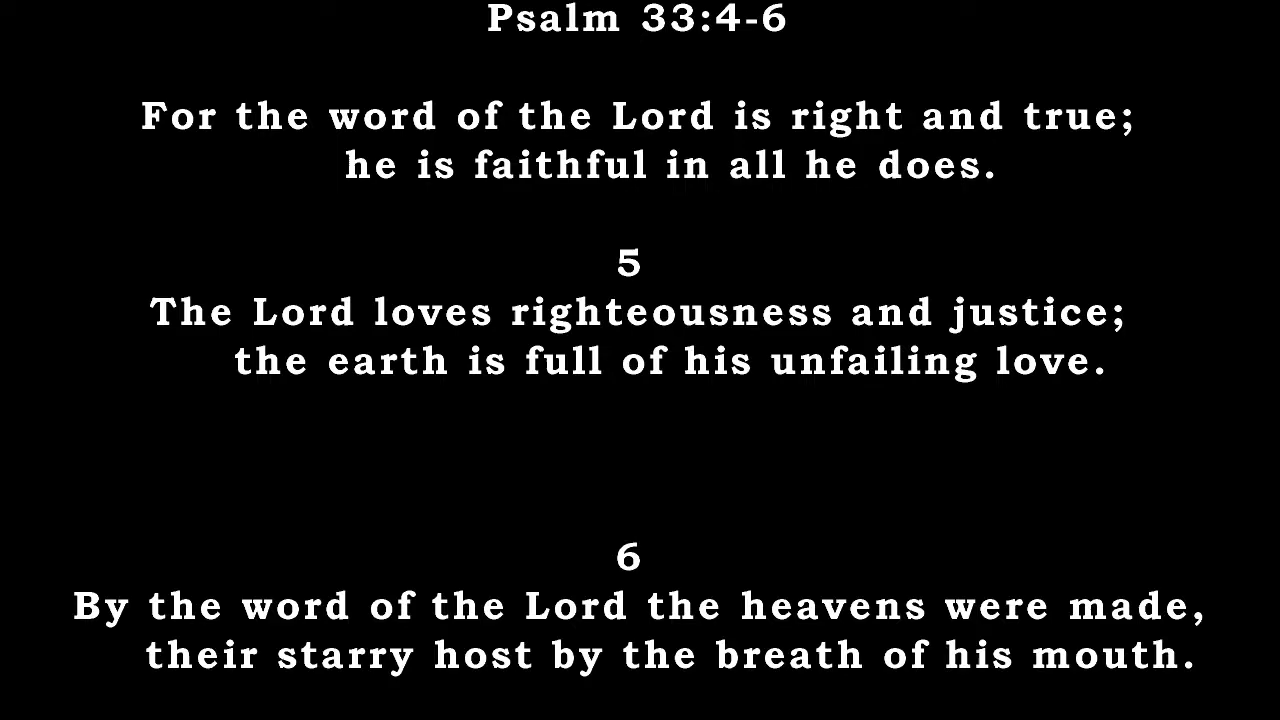 Psalm 33:4-6
For the word of the Lord is right and true;
he is faithful in all he does.
5
The Lord loves righteousness and justice;
the earth is full of his unfailing love.
6
By the word of the Lord the heavens were made,
their starry host by the breath of his mouth.